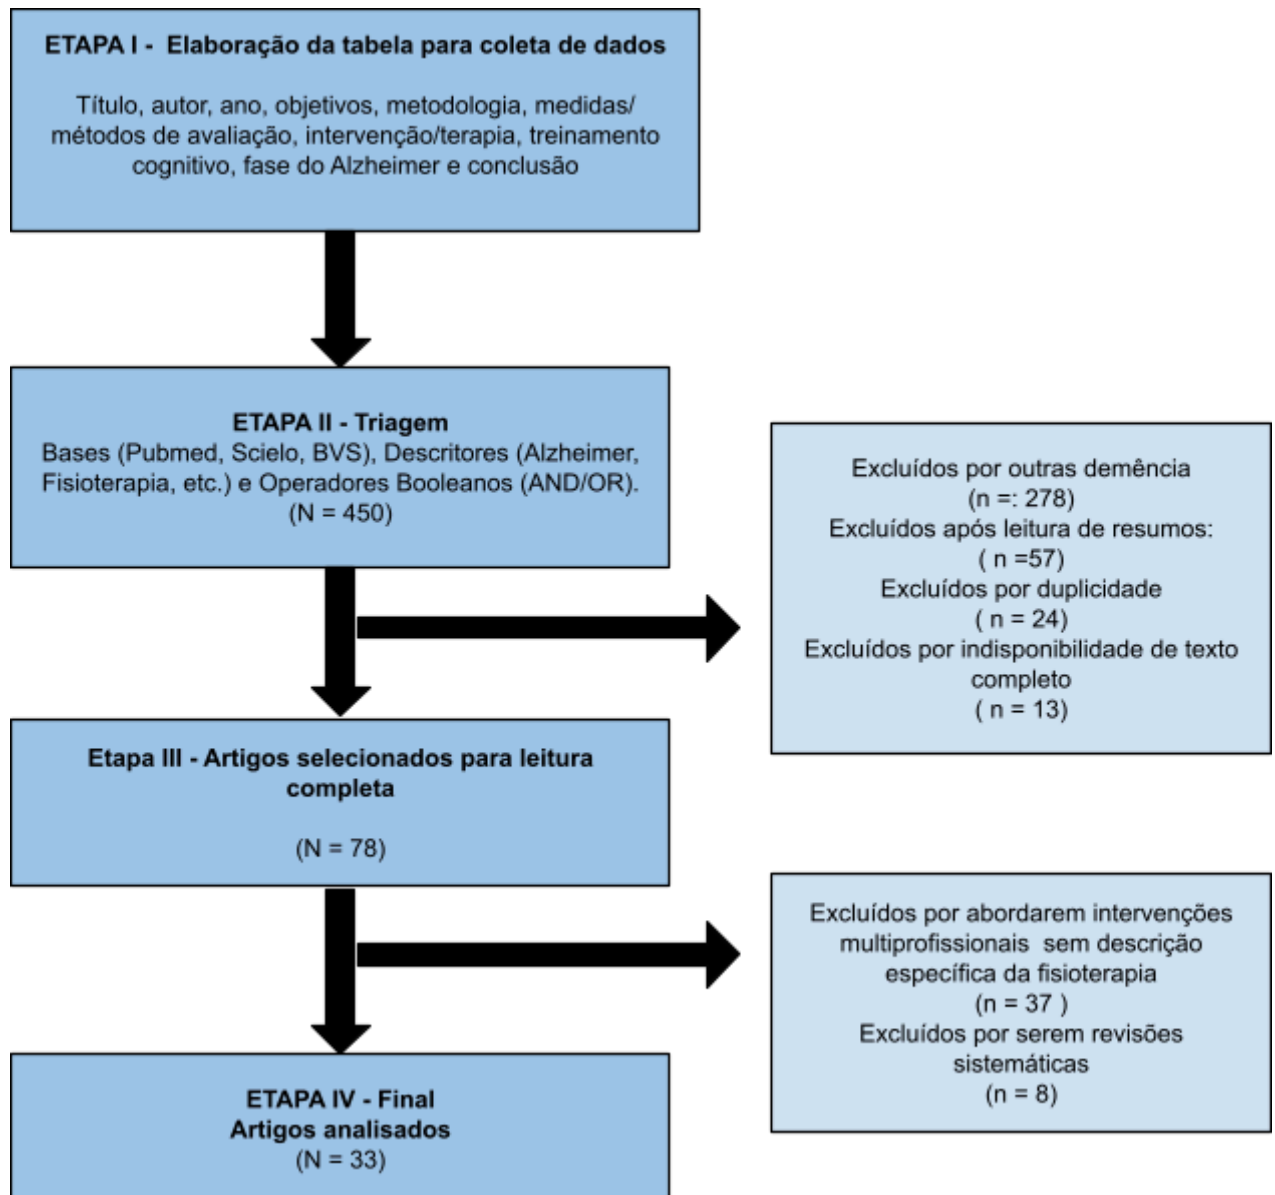 ETAPA I - Elaboração da tabela para coleta de dados
Título, autor, ano, objetivos, metodologia, medidas/
métodos de avaliação, intervenção/terapia, treinamento
cognitivo, fase do Alzheimer e conclusão
ETAPA II - Triagem
Bases (Pubmed, Scielo, BVS), Descritores (Alzheimer,
Fisioterapia, etc.) e Operadores Booleanos (AND/OR).
(N = 450)
Excluídos por outras demência
(n =: 278)
Excluídos após leitura de resumos:
( n =57)
Excluídos por duplicidade
( n = 24)
Excluídos por indisponibilidade de texto
completo
( n = 13)
Etapa III - Artigos selecionados para leitura
completa
(N = 78)
Excluídos por abordarem intervenções
multiprofissionais sem descrição
específica da fisioterapia
(n = 37 )
Excluídos por serem revisões
sistemáticas
(n = 8)
ETAPA IV - Final
Artigos analisados
(N = 33)